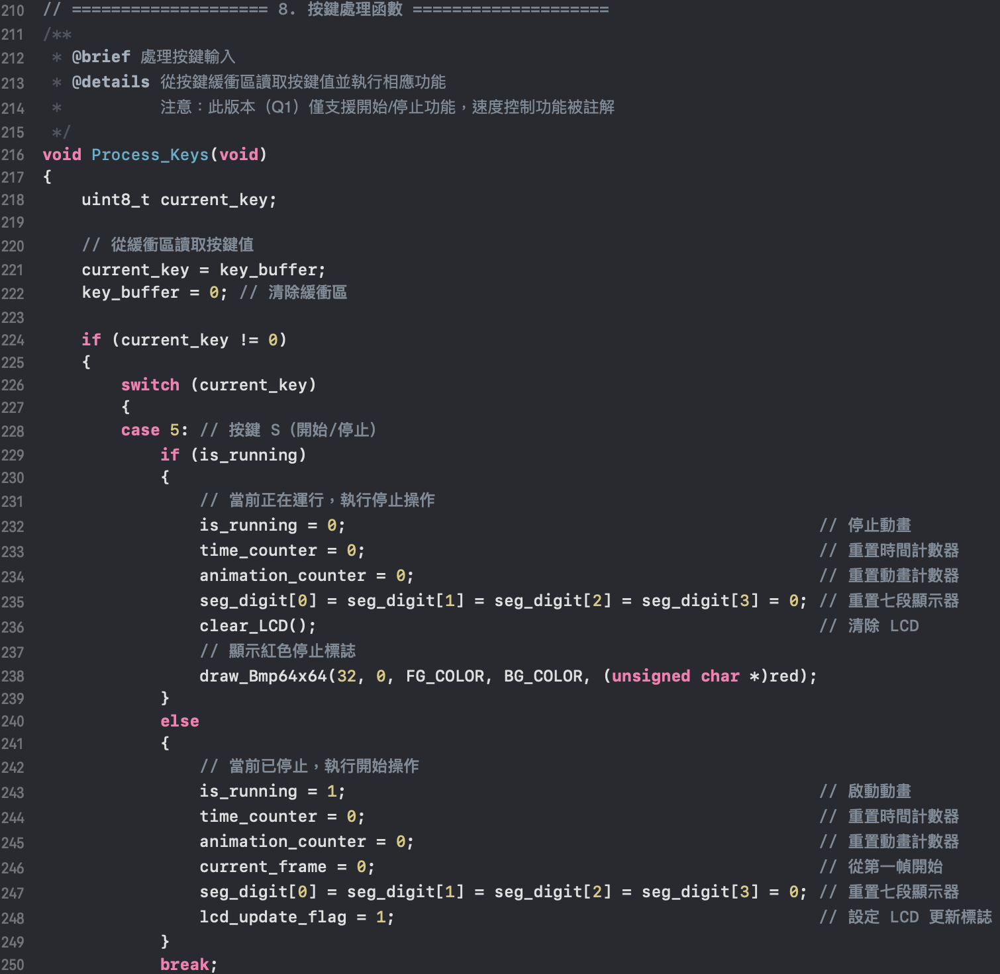 210 // ==================== 8. 按鍵處理函數 ====================
211 /**
212  * @brief 處理按鍵輸入
213  * @details 從按鍵緩衝區讀取按鍵值並執行相應功能
214  *          注意：此版本（Q1）僅支援開始/停止功能，速度控制功能被註解
215  */
216 void Process_Keys(void)
217 {
218     uint8_t current_key;
219
220     // 從緩衝區讀取按鍵值
221     current_key = key_buffer;
222     key_buffer = 0; // 清除緩衝區
223
224     if (current_key != 0)
225     {
226         switch (current_key)
227         {
228         case 5: // 按鍵 S（開始/停止）
229             if (is_running)
230             {
231                 // 當前正在運行，執行停止操作
232                 is_running = 0;                                                // 停止動畫
233                 time_counter = 0;                                              // 重置時間計數器
234                 animation_counter = 0;                                         // 重置動畫計數器
235                 seg_digit[0] = seg_digit[1] = seg_digit[2] = seg_digit[3] = 0; // 重置七段顯示器
236                 clear_LCD();                                                   // 清除 LCD
237                 // 顯示紅色停止標誌
238                 draw_Bmp64x64(32, 0, FG_COLOR, BG_COLOR, (unsigned char *)red);
239             }
240             else
241             {
242                 // 當前已停止，執行開始操作
243                 is_running = 1;                                                // 啟動動畫
244                 time_counter = 0;                                              // 重置時間計數器
245                 animation_counter = 0;                                         // 重置動畫計數器
246                 current_frame = 0;                                             // 從第一幀開始
247                 seg_digit[0] = seg_digit[1] = seg_digit[2] = seg_digit[3] = 0; // 重置七段顯示器
248                 lcd_update_flag = 1;                                           // 設定 LCD 更新標誌
249             }
250             break;